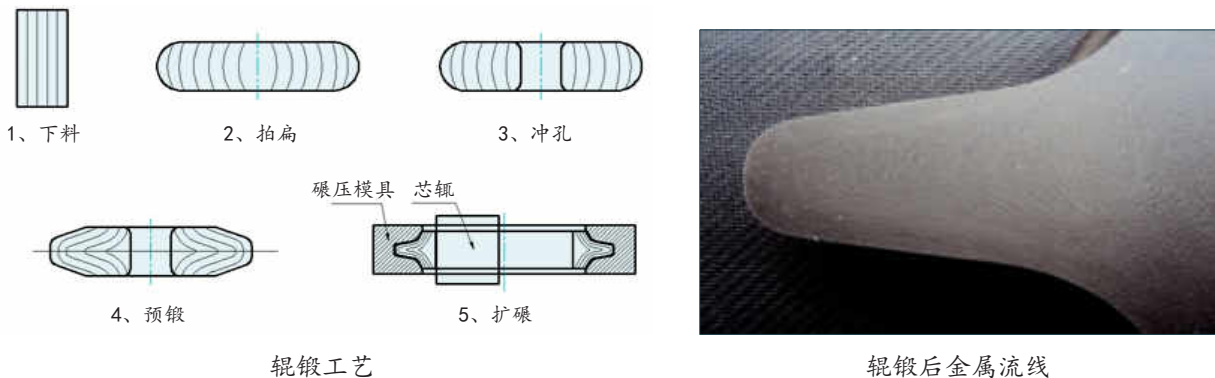 1、下料
2、拍扁
3、冲孔
碾压模具
芯辄
4、预锻
5、扩碾
辊锻工艺
辊锻后金属流线